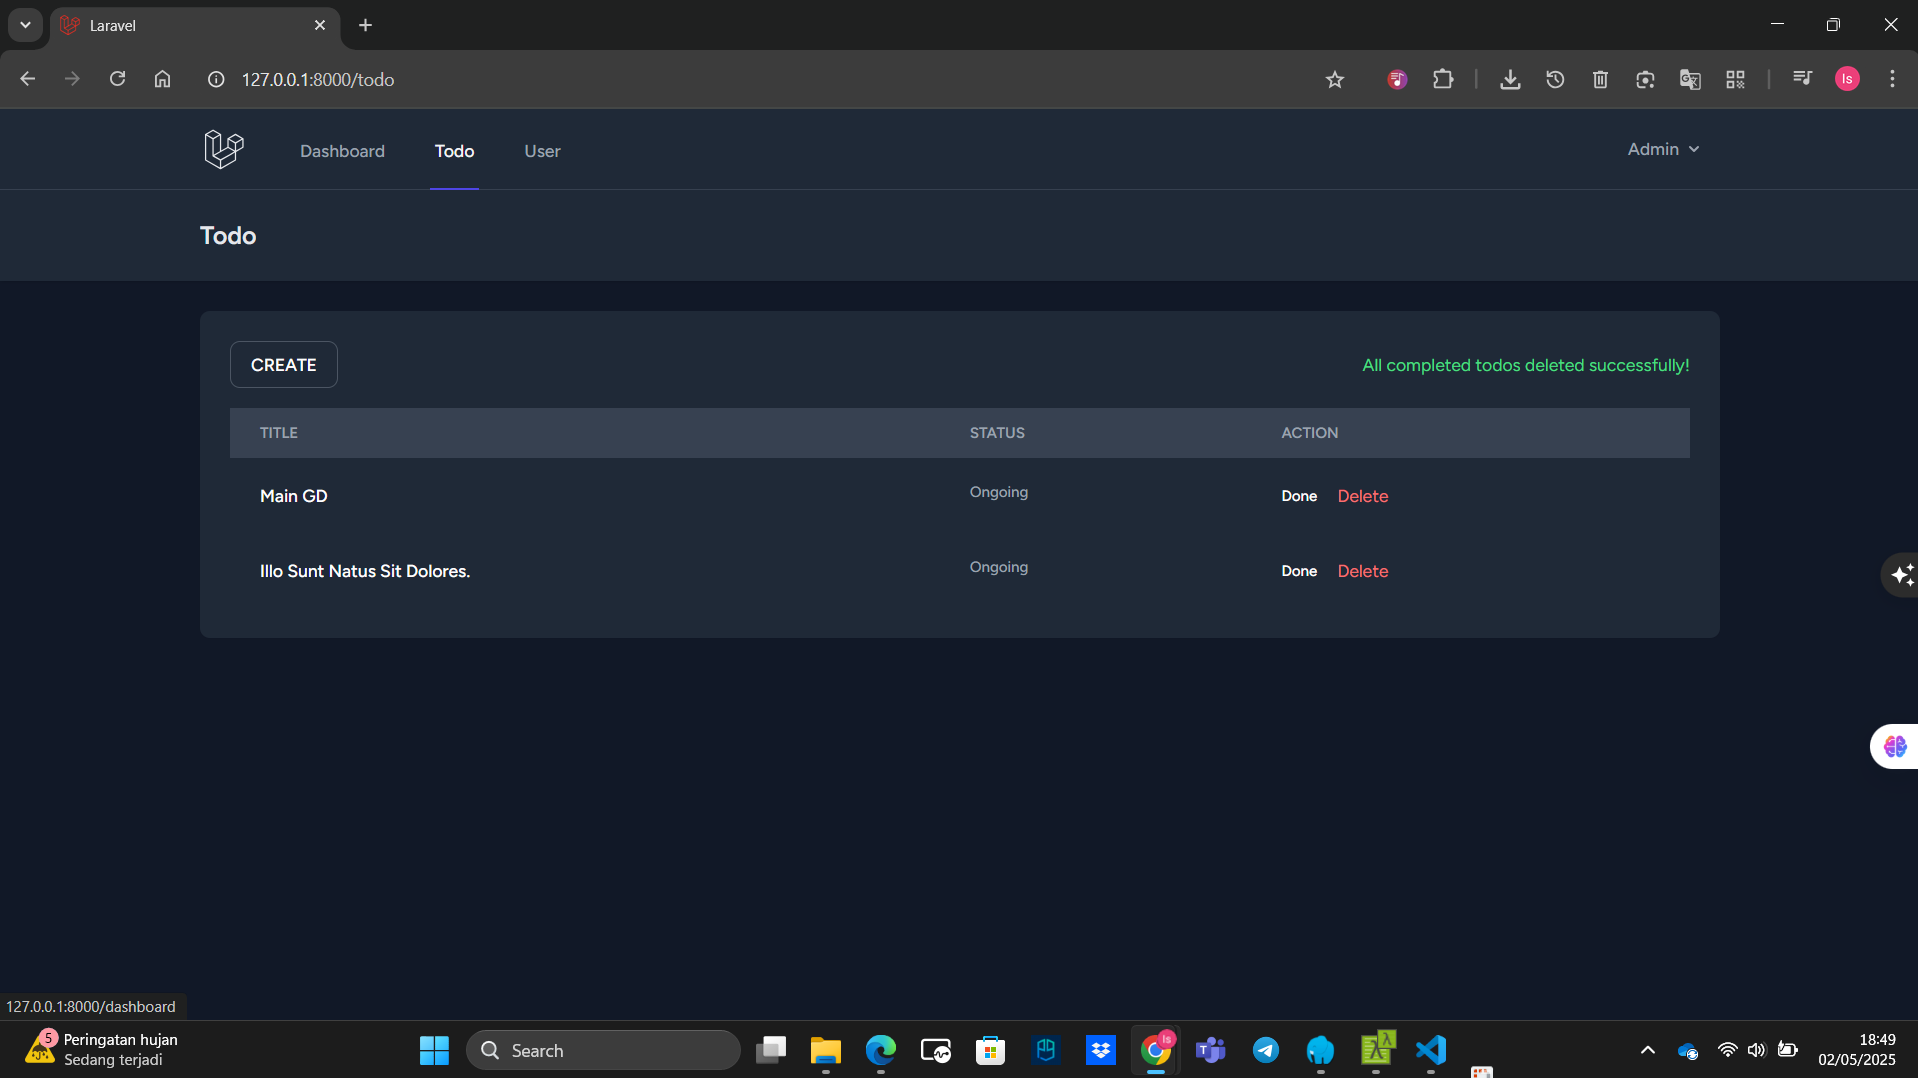 Laravel
127.0.0.1:8000/todo
Is
Dashboard Todo User Admin
Todo
CREATE All completed todos deleted successfully!
TITLE STATUS ACTION
Main GD Ongoing Done Delete
Illo Sunt Natus Sit Dolores. Ongoing Done Delete
127.0.0.1:8000/dashboard
5 Peringatan hujan
Sedang terjadi
Search
Is
18:49
02/05/2025